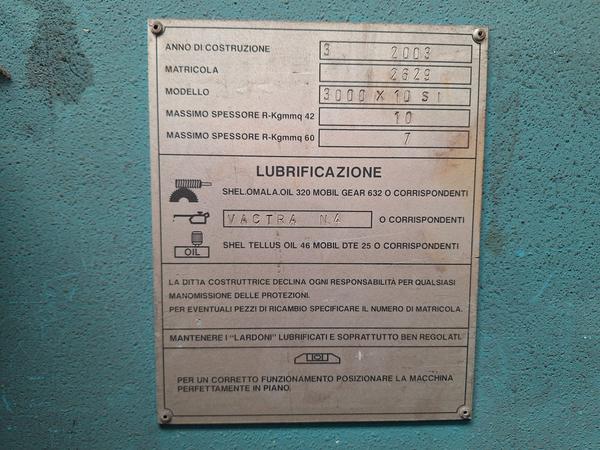 ANNO DI COSTRUZIONE 3 2003
MATRICOLA 2629
MODELLO 3000 X 10 SI
MASSIMO SPESSORE R-Kgmmq 42 10
MASSIMO SPESSORE R-Kgmmq 60 7
LUBRIFICAZIONE
SHEL.OMALA.OIL 320 MOBIL GEAR 632 O CORRISPONDENTI
VACTRA N.4 O CORRISPONDENTI
SHEL TELLUS OIL 46 MOBIL DTE 25 O CORRISPONDENTI
OIL
LA DITTA COSTRUTTRICE DECLINA OGNI RESPONSABILITÀ PER QUALSIASI
MANOMISSIONE DELLE PROTEZIONI.
PER EVENTUALI PEZZI DI RICAMBIO SPECIFICARE IL NUMERO DI MATRICOLA.
MANTENERE I "LARDONI" LUBRIFICATI E SOPRATTUTTO BEN REGOLATI.
PER UN CORRETTO FUNZIONAMENTO POSIZIONARE LA MACCHINA
PERFETTAMENTE IN PIANO.